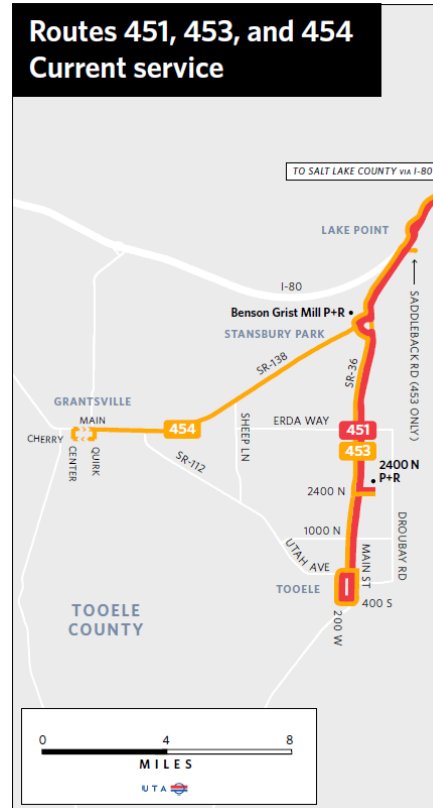 Routes 451, 453, and 454
Current service
TO SALT LAKE COUNTY VIA I-80
LAKE POINT
I-80
SADDLEBACK RD (453 ONLY)
Benson Grist Mill P+R
STANSBURY PARK
SR-138
SR-36
GRANTSVILLE
MAIN
CHERRY
CENTER
QUIRK
454
SR-112
SHEEP LN
ERDA WAY
451
453
2400 N
P+R
2400 N
DROUBAY RD
1000 N
UTAH AVE
MAIN ST
TOOELE
400 S
200 W
TOOELE
COUNTY
0 4 8
MILES
UTA